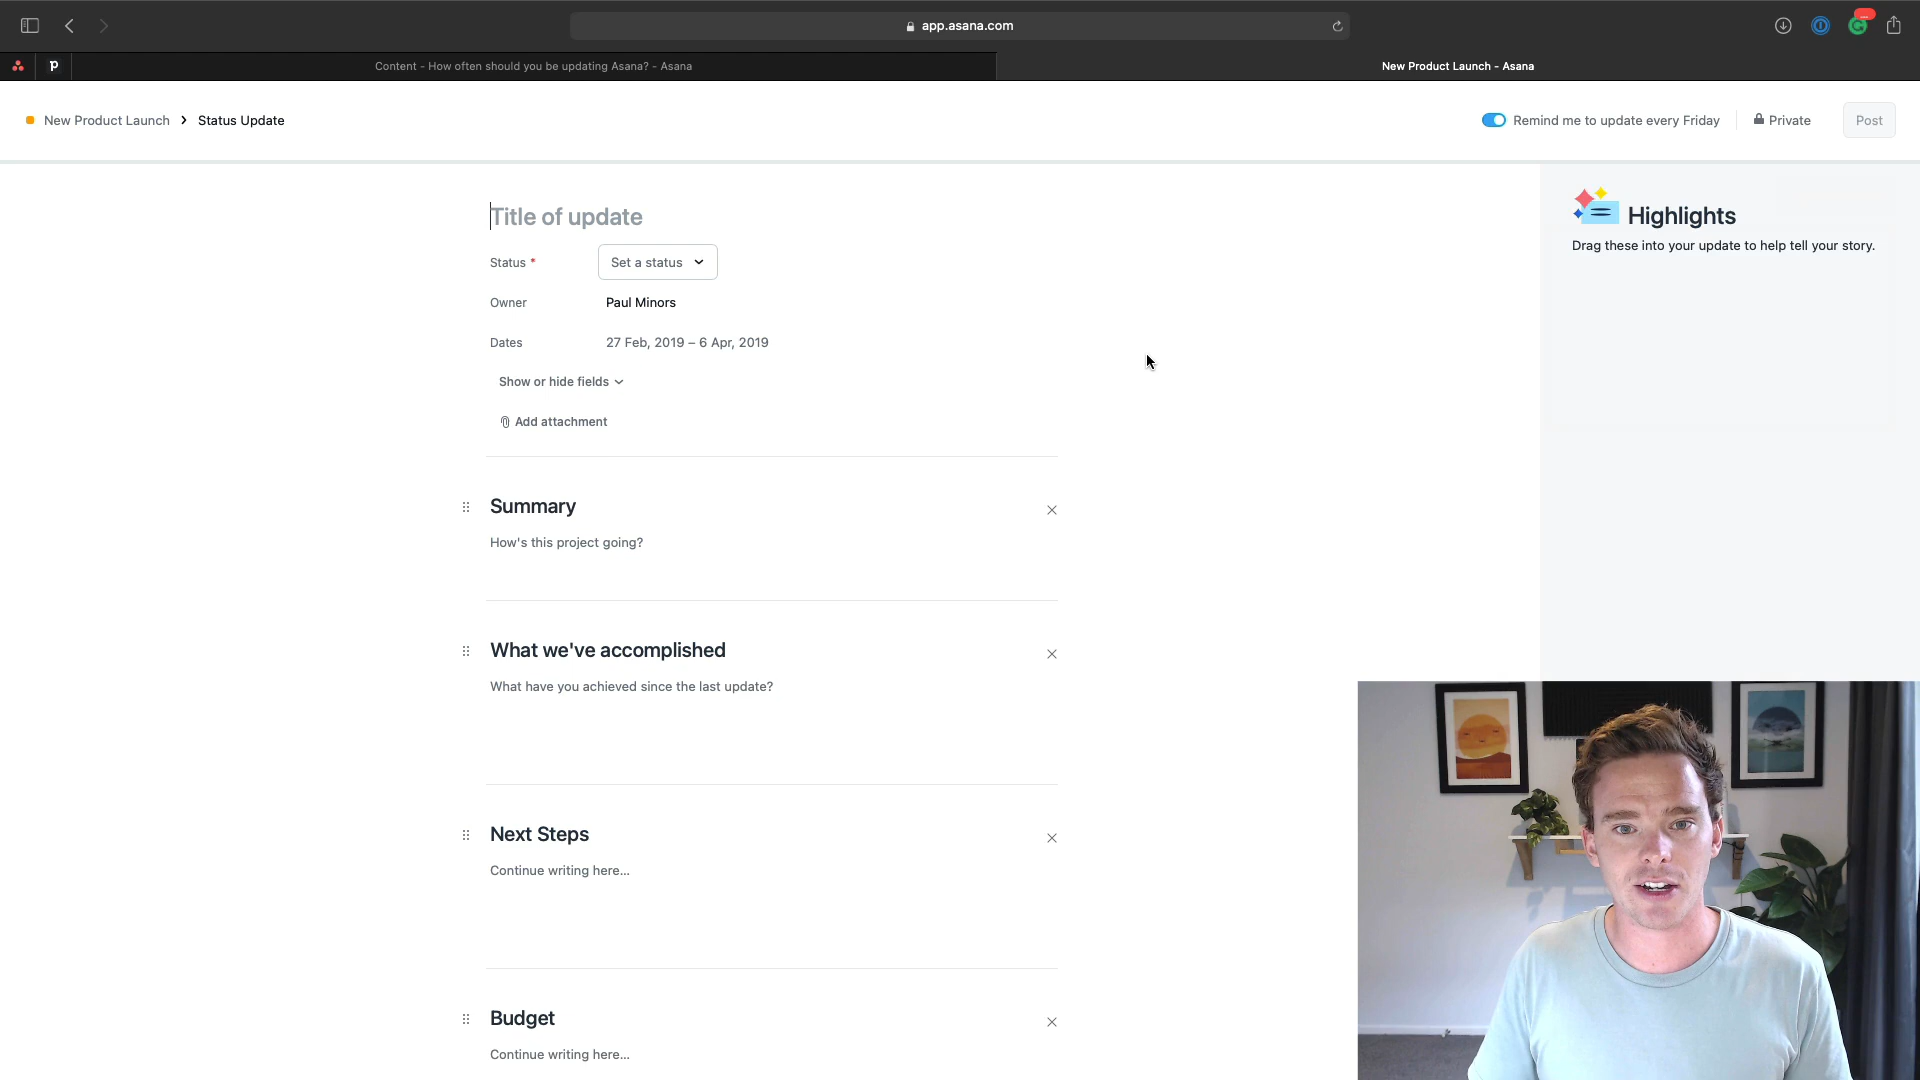 app.asana.com
Content - How often should you be updating Asana? - Asana
New Product Launch - Asana
New Product Launch > Status Update
Remind me to update every Friday
Private
Post
Title of update
Status *
Set a status
Owner
Paul Minors
Dates
27 Feb, 2019 – 6 Apr, 2019
Show or hide fields
Add attachment
Summary
How's this project going?
What we've accomplished
What have you achieved since the last update?
Next Steps
Continue writing here...
Budget
Continue writing here...
Highlights
Drag these into your update to help tell your story.